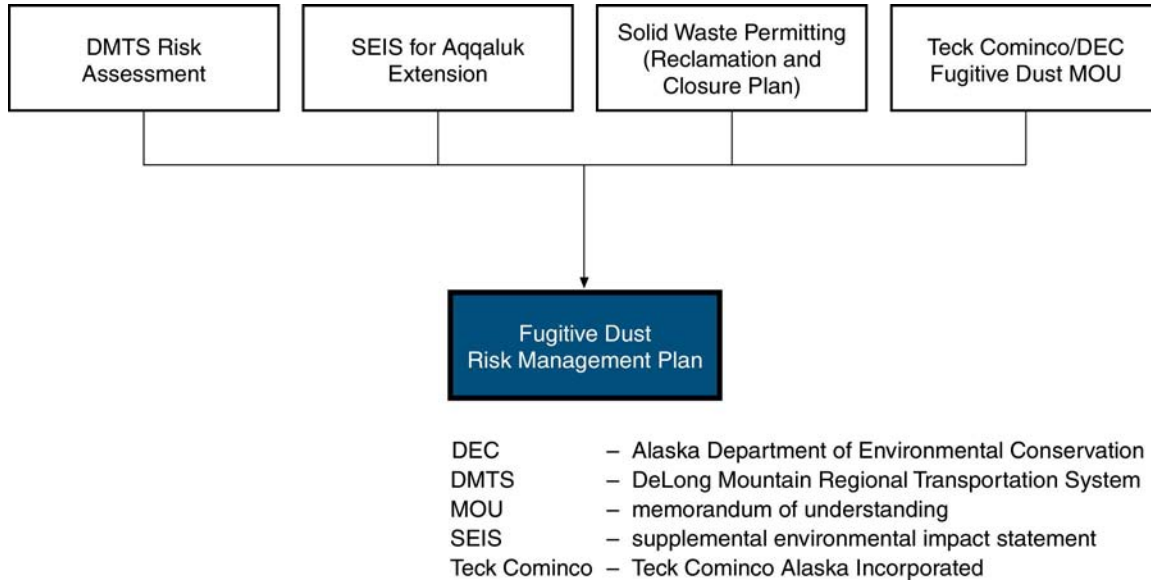 DMTS Risk
Assessment
SEIS for Aqqaluk
Extension
Solid Waste Permitting
(Reclamation and
Closure Plan)
Teck Cominco/DEC
Fugitive Dust MOU
Fugitive Dust
Risk Management Plan
DEC – Alaska Department of Environmental Conservation
DMTS – DeLong Mountain Regional Transportation System
MOU – memorandum of understanding
SEIS – supplemental environmental impact statement
Teck Cominco – Teck Cominco Alaska Incorporated